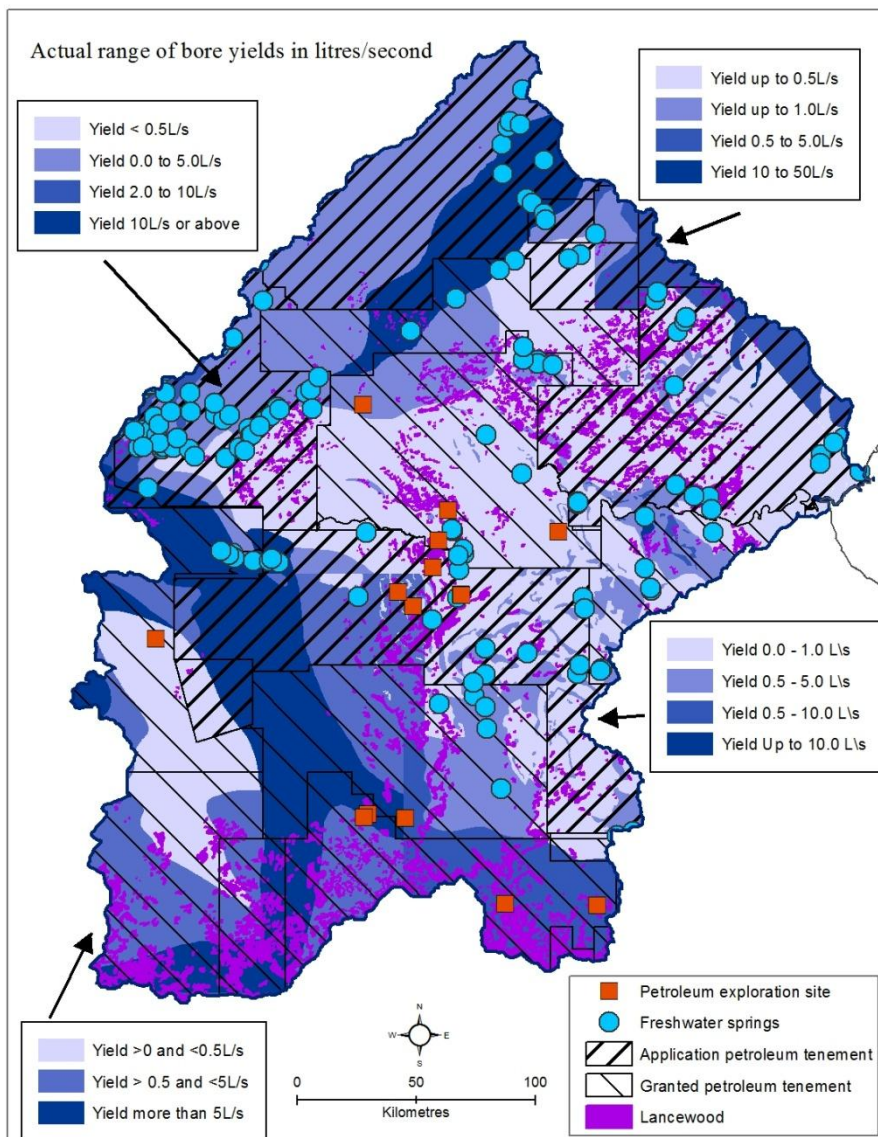 Actual range of bore yields in litres/second
Yield < 0.5L/s
Yield 0.0 to 5.0L/s
Yield 2.0 to 10L/s
Yield 10L/s or above
Yield up to 0.5L/s
Yield up to 1.0L/s
Yield 0.5 to 5.0L/s
Yield 10 to 50L/s
Yield 0.0 - 1.0 L\s
Yield 0.5 - 5.0 L\s
Yield 0.5 - 10.0 L\s
Yield Up to 10.0 L\s
Yield >0 and <0.5L/s
Yield > 0.5 and <5L/s
Yield more than 5L/s
N
W E
S
0 50 100
Kilometres
Petroleum exploration site
Freshwater springs
Application petroleum tenement
Granted petroleum tenement
Lancewood